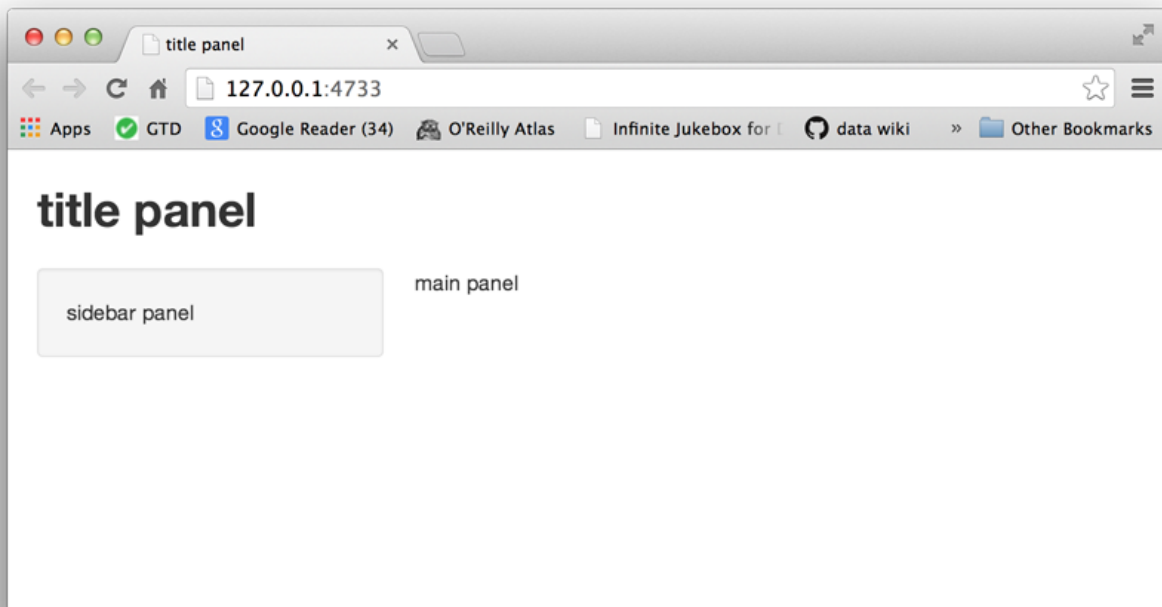 title panel
127.0.0.1:4733
Apps GTD Google Reader (34) O'Reilly Atlas Infinite Jukebox for data wiki » Other Bookmarks
title panel
main panel
sidebar panel